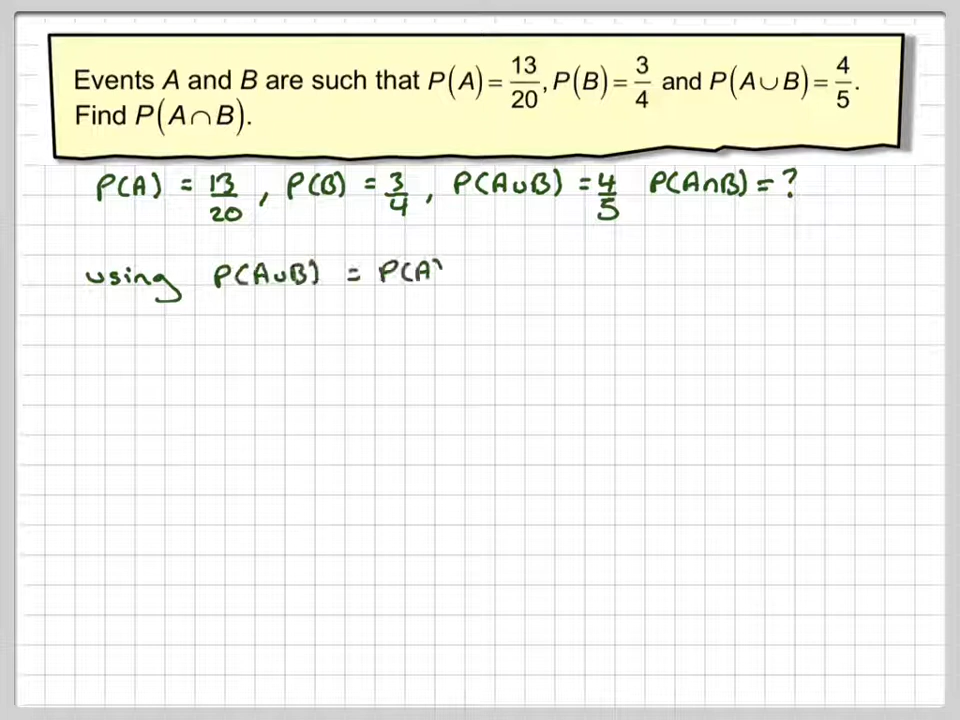 Events A and B are such that P(A) = 13/20, P(B) = 3/4 and P(A∪B) = 4/5.
Find P(A∩B).
P(A) = 13/20, P(B) = 3/4, P(A∪B) = 4/5 P(A∩B) = ?
using P(A∪B) = P(A)